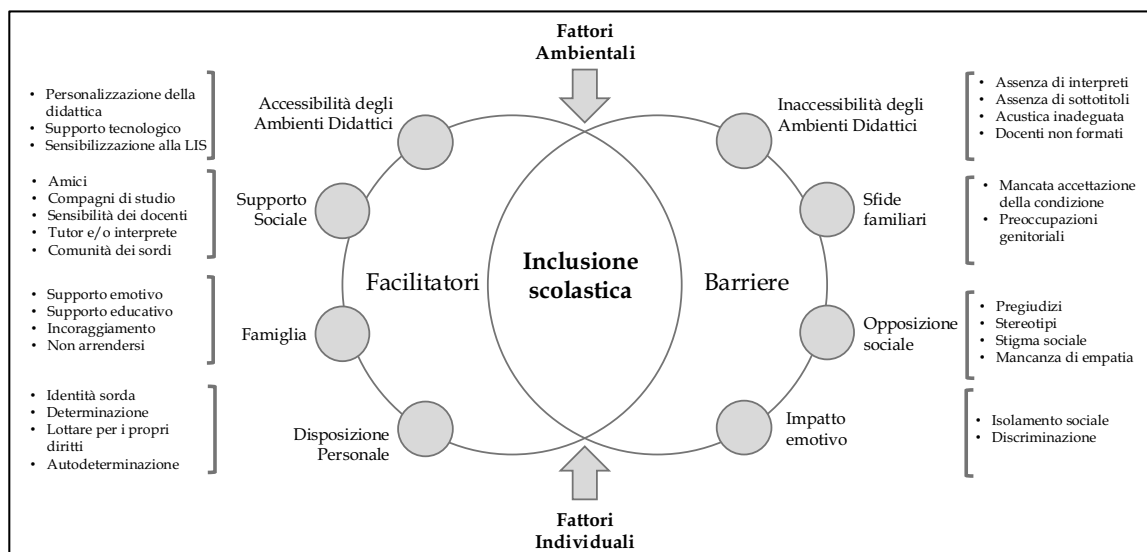 Fattori
Ambientali
• Personalizzazione della
didattica
• Supporto tecnologico
• Sensibilizzazione alla LIS
Accessibilità degli
Ambienti Didattici
Inaccessibilità degli
Ambienti Didattici
• Assenza di interpreti
• Assenza di sottotitoli
• Acustica inadeguata
• Docenti non formati
• Amici
• Compagni di studio
• Sensibilità dei docenti
• Tutor e/o interprete
• Comunità dei sordi
Supporto
Sociale
Sfide
familiari
• Mancata accettazione
della condizione
• Preoccupazioni
genitoriali
Facilitatori
Inclusione
scolastica
Barriere
• Supporto emotivo
• Supporto educativo
• Incoraggiamento
• Non arrendersi
Famiglia
Opposizione
sociale
• Pregiudizi
• Stereotipi
• Stigma sociale
• Mancanza di empatia
• Identità sorda
• Determinazione
• Lottare per i propri
diritti
• Autodeterminazione
Disposizione
Personale
Impatto
emotivo
• Isolamento sociale
• Discriminazione
Fattori
Individuali